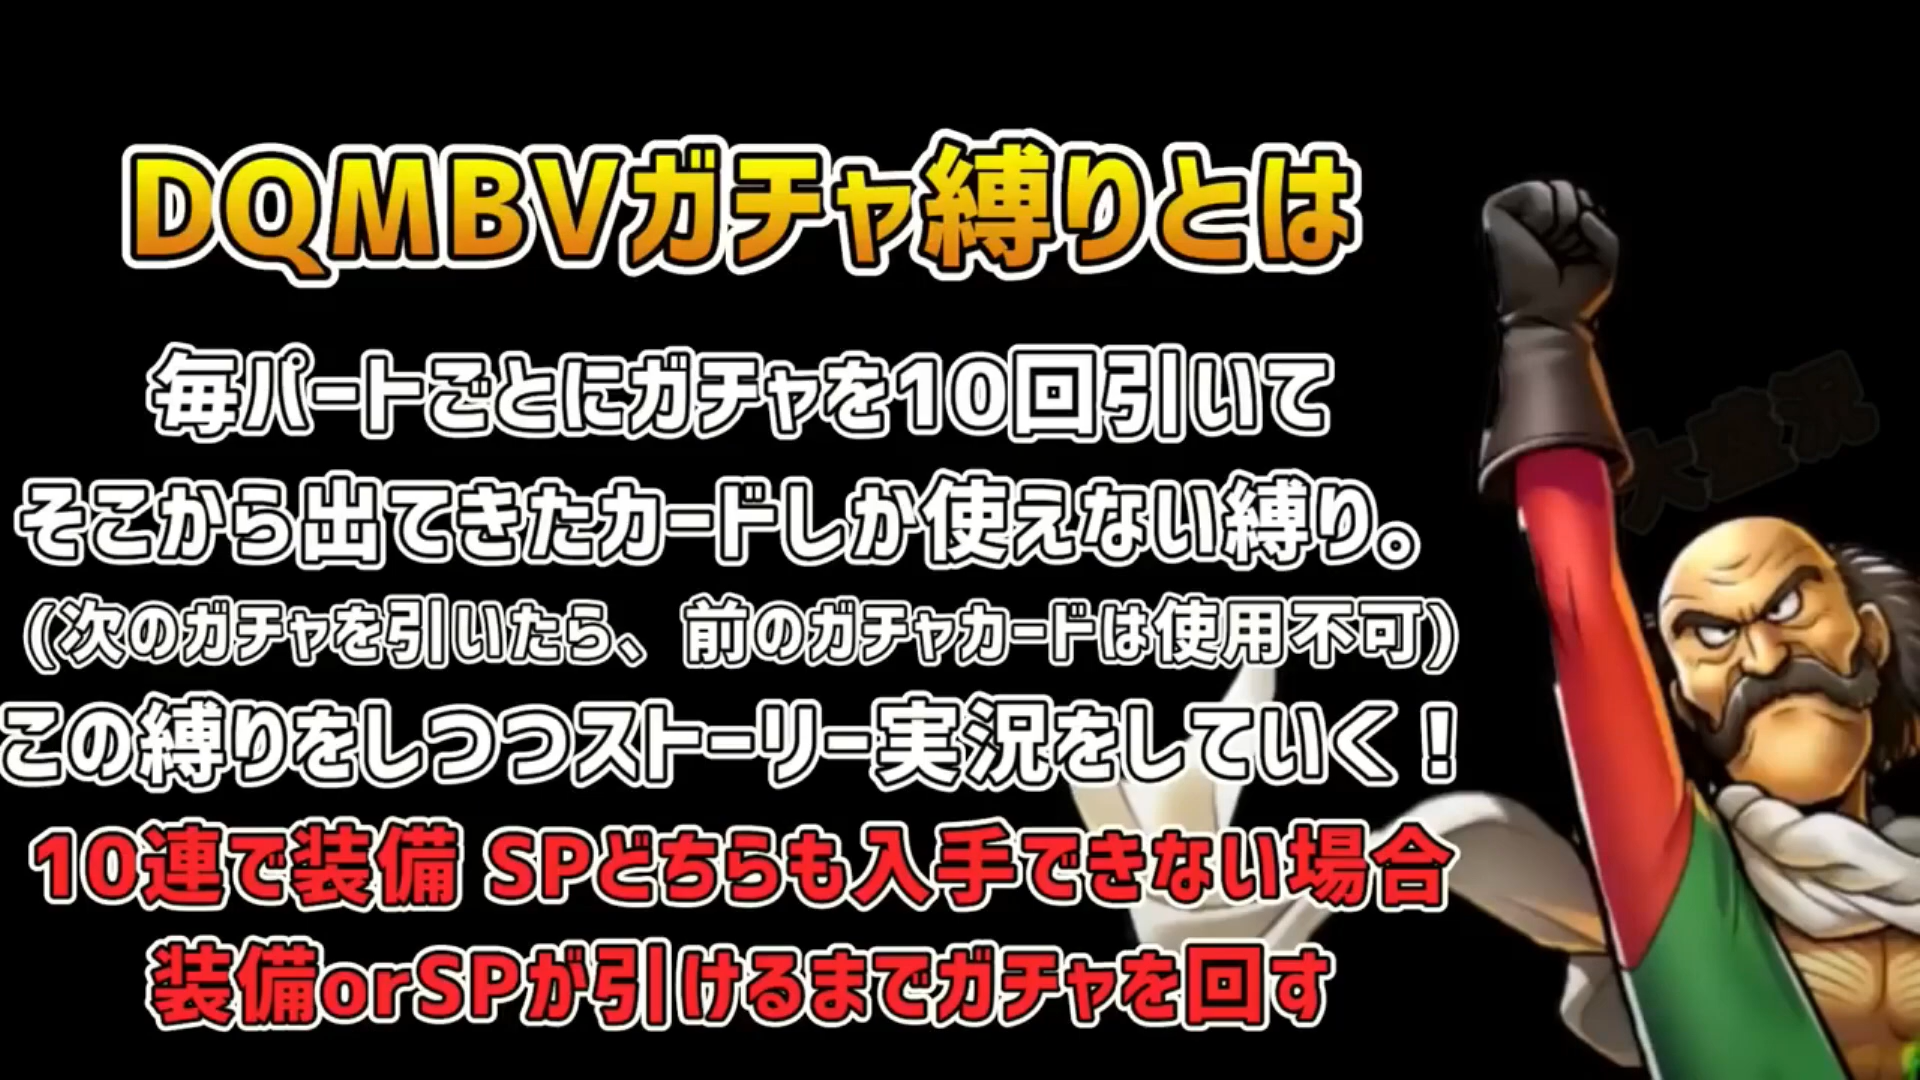 DQMBVガチャ縛りとは
毎パートごとにガチャを10回引いて
そこから出てきたカードしか使えない縛り。
(次のガチャを引いたら、前のガチャカードは使用不可)
この縛りをしつつストーリー実況をしていく！
10連で装備 SPどちらも入手できない場合
装備orSPが引けるまでガチャを回す
大盛況